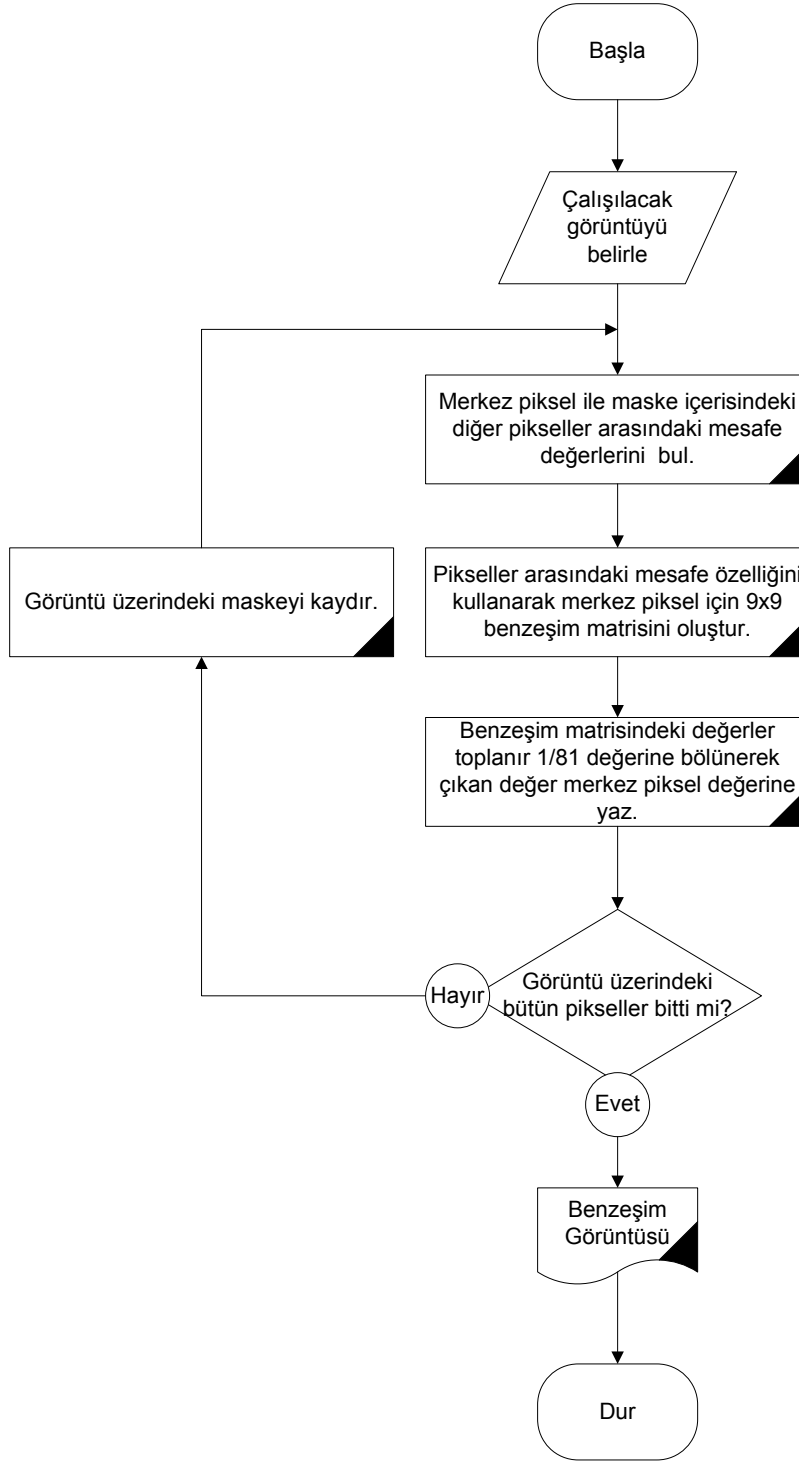 Başla
Çalışılacak
görüntüyü
belirle
Merkez piksel ile maske içerisindeki
diğer pikseller arasındaki mesafe
değerlerini bul.
Görüntü üzerindeki maskeyi kaydır.
Pikseller arasındaki mesafe özelliğini
kullanarak merkez piksel için 9x9
benzeşim matrisini oluştur.
Benzeşim matrisindeki değerler
toplanır 1/81 değerine bölünerek
çıkan değer merkez piksel değerine
yaz.
Hayır
Görüntü üzerindeki
bütün pikseller bitti mi?
Evet
Benzeşim
Görüntüsü
Dur